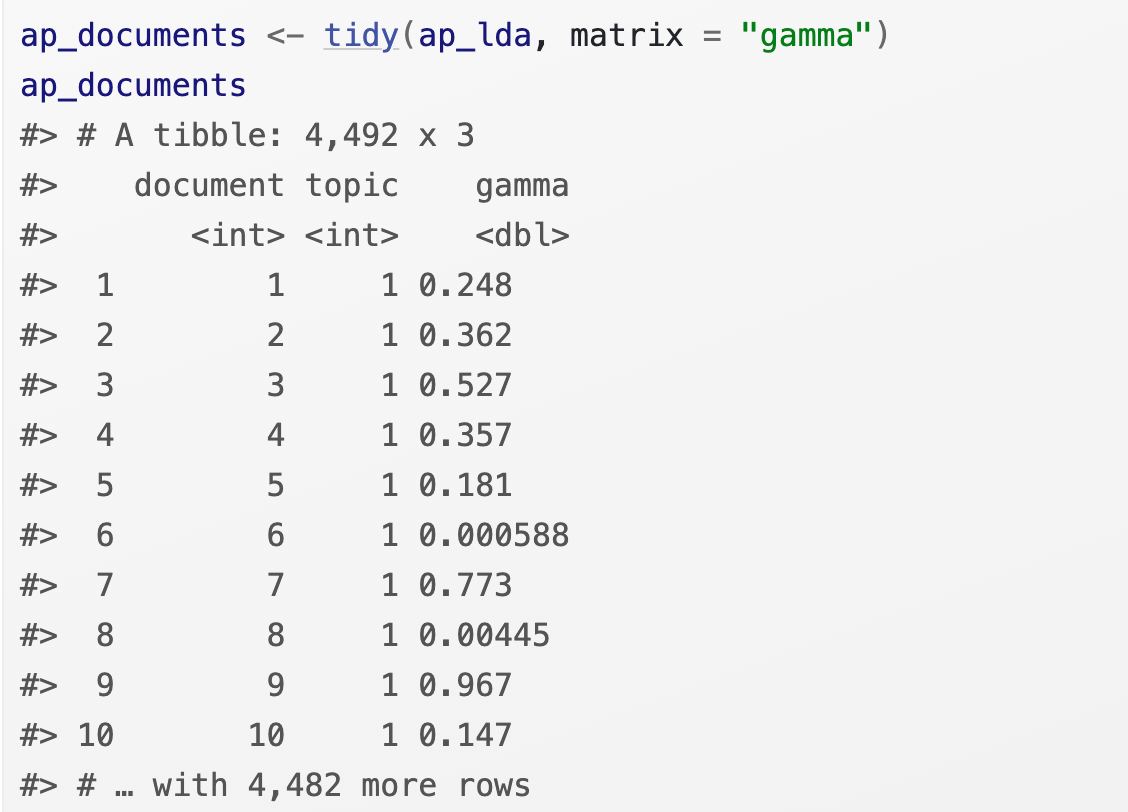 ap_documents <- tidy(ap_lda, matrix = "gamma")
ap_documents
#> # A tibble: 4,492 x 3
#>    document topic    gamma
#>       <int> <int>    <dbl>
#>  1        1     1 0.248
#>  2        2     1 0.362
#>  3        3     1 0.527
#>  4        4     1 0.357
#>  5        5     1 0.181
#>  6        6     1 0.000588
#>  7        7     1 0.773
#>  8        8     1 0.00445
#>  9        9     1 0.967
#> 10       10     1 0.147
#> # … with 4,482 more rows